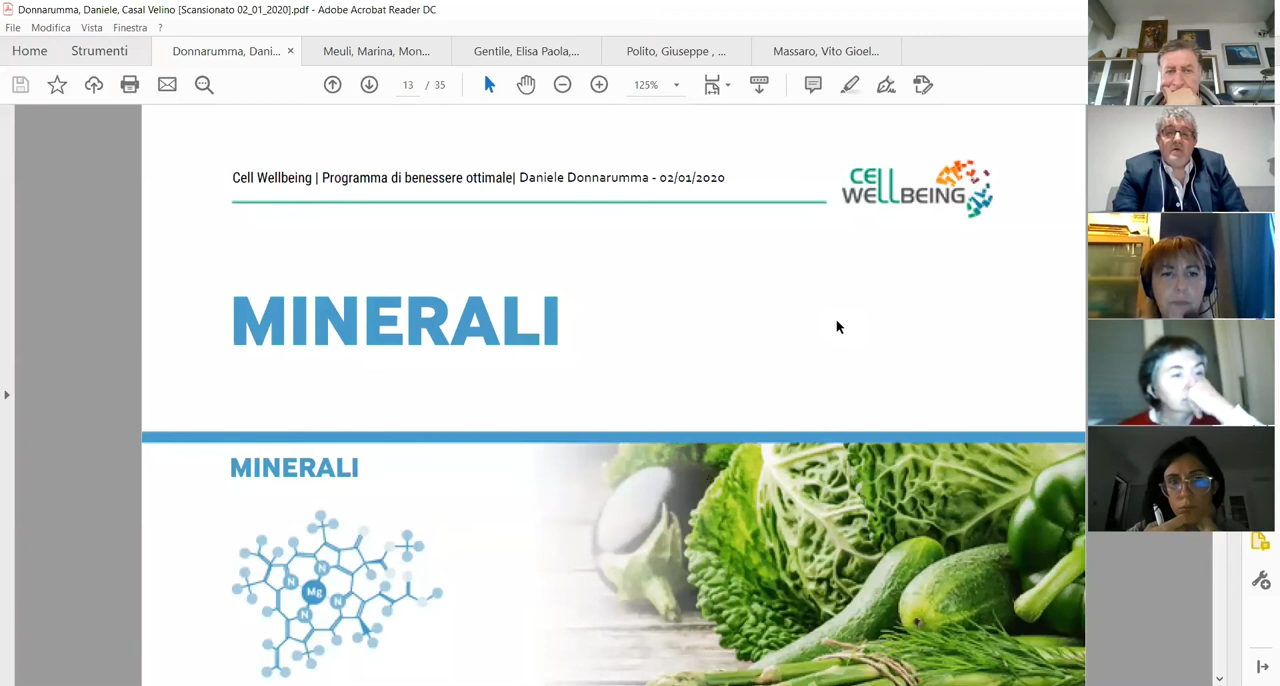 Donnarumma, Daniele, Casal Velino [Scansionato 02_01_2020].pdf - Adobe Acrobat Reader DC
File Modifica Vista Finestra ?
Home Strumenti Donnarumma, Dani... × Meuli, Marina, Mon... Gentile, Elisa Paola,... Polito, Giuseppe , ... Massaro, Vito Gioel...
13 / 35 125%
Cell Wellbeing | Programma di benessere ottimale| Daniele Donnarumma - 02/01/2020
CELL
WELLBEING
MINERALI
MINERALI
N
N
Mg
N
N